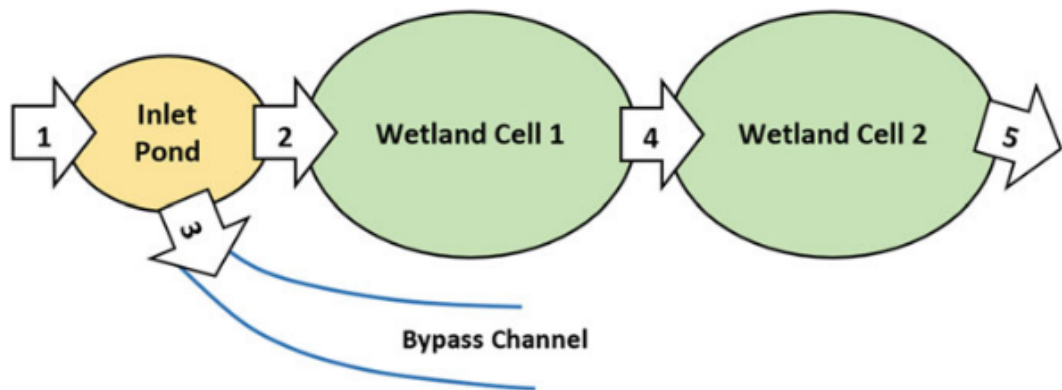 1
Inlet
Pond
2
Wetland Cell 1
4
Wetland Cell 2
5
3
Bypass Channel